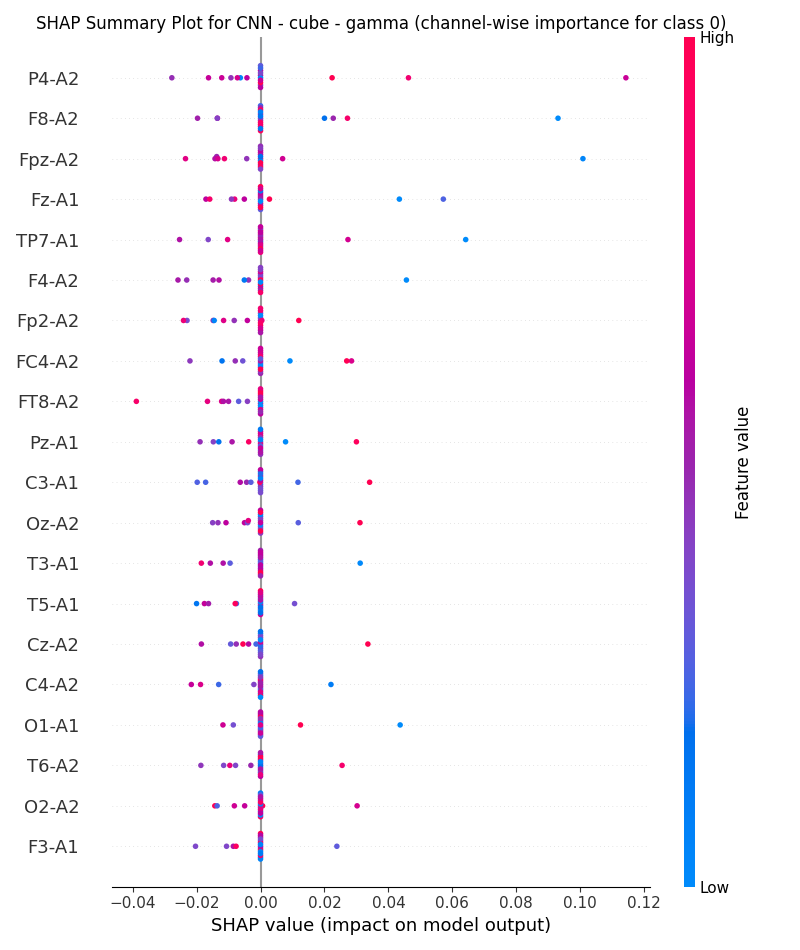 SHAP Summary Plot for CNN - cube - gamma (channel-wise importance for class 0)
High
P4-A2
F8-A2
Fpz-A2
Fz-A1
TP7-A1
F4-A2
Fp2-A2
FC4-A2
FT8-A2
Pz-A1
C3-A1
Oz-A2
T3-A1
T5-A1
Cz-A2
C4-A2
O1-A1
T6-A2
O2-A2
F3-A1
Feature value
Low
−0.04 −0.02 0.00 0.02 0.04 0.06 0.08 0.10 0.12
SHAP value (impact on model output)